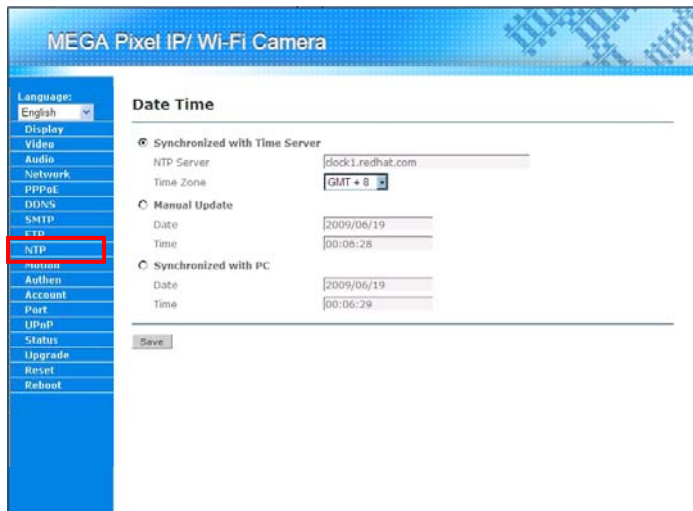 MEGA Pixel IP/ Wi-Fi Camera
Language:
English
Display
Video
Audio
Network
PPPoE
DDNS
SMTP
FTP
NTP
Motion
Authen
Account
Port
UPnP
Status
Upgrade
Reset
Reboot
Date Time
Synchronized with Time Server
NTP Server clock1.redhat.com
Time Zone GMT + 8
Manual Update
Date 2009/06/19
Time 00:06:28
Synchronized with PC
Date 2009/06/19
Time 00:06:29
Save